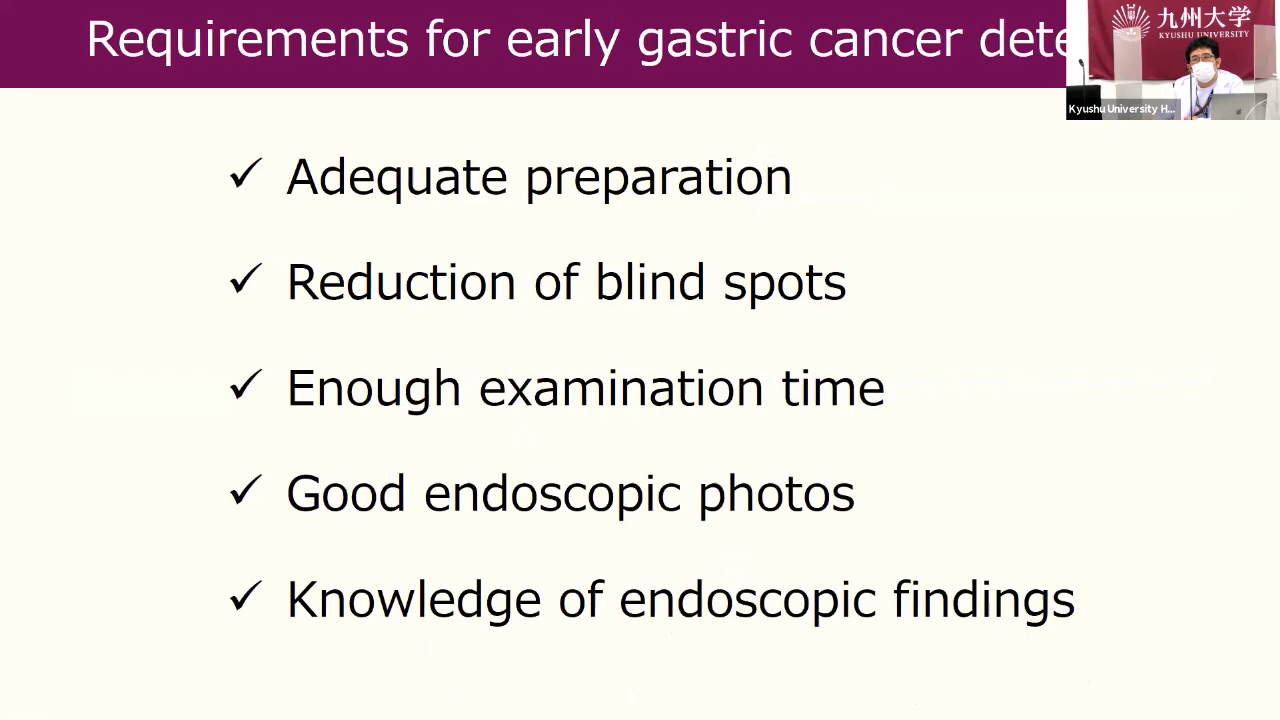 Requirements for early gastric cancer dete
九州大学
KYUSHU UNIVERSITY
Kyushu University H...
✓ Adequate preparation
✓ Reduction of blind spots
✓ Enough examination time
✓ Good endoscopic photos
✓ Knowledge of endoscopic findings